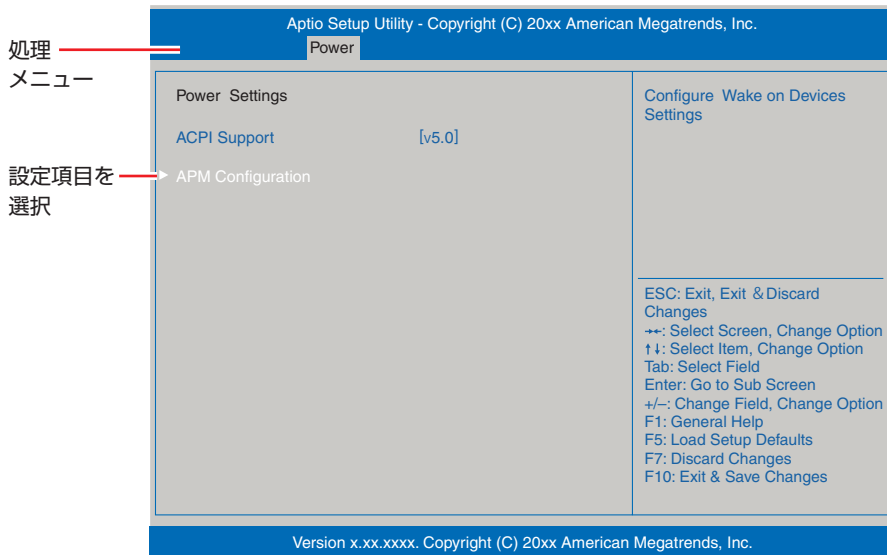 Aptio Setup Utility - Copyright (C) 20xx American Megatrends, Inc.
Power
処理
メニュー
Power Settings
ACPI Support [v5.0]
設定項目を
選択
APM Configuration
Configure Wake on Devices
Settings
ESC: Exit, Exit & Discard
Changes
→←: Select Screen, Change Option
↑↓: Select Item, Change Option
Tab: Select Field
Enter: Go to Sub Screen
+/–: Change Field, Change Option
F1: General Help
F5: Load Setup Defaults
F7: Discard Changes
F10: Exit & Save Changes
Version x.xx.xxxx. Copyright (C) 20xx American Megatrends, Inc.